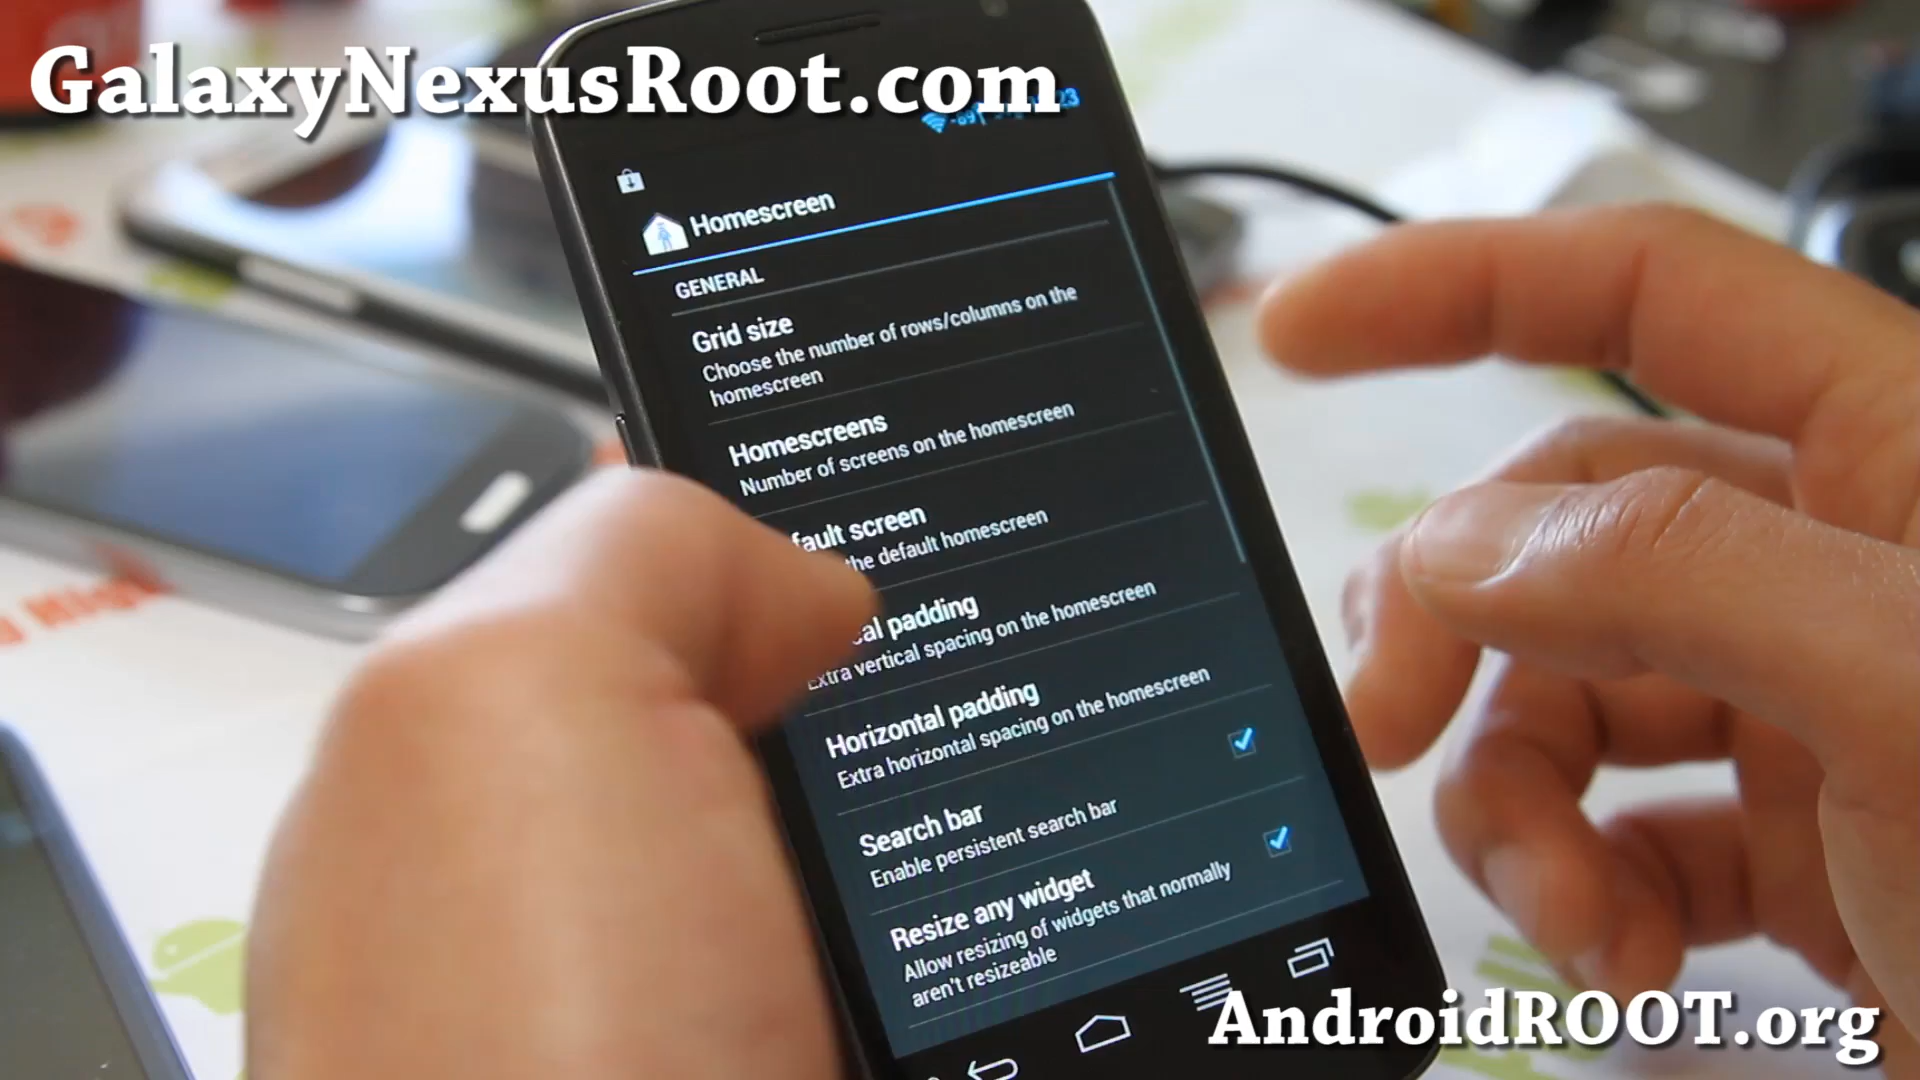 GalaxyNexusRoot.com
23
Homescreen
GENERAL
Grid size
Choose the number of rows/columns on the
homescreen
Homescreens
Number of screens on the homescreen
fault screen
the default homescreen
cal padding
Extra vertical spacing on the homescreen
Horizontal padding
Extra horizontal spacing on the homescreen
Search bar
Enable persistent search bar
Resize any widget
Allow resizing of widgets that normally
aren't resizeable
AndroidROOT.org